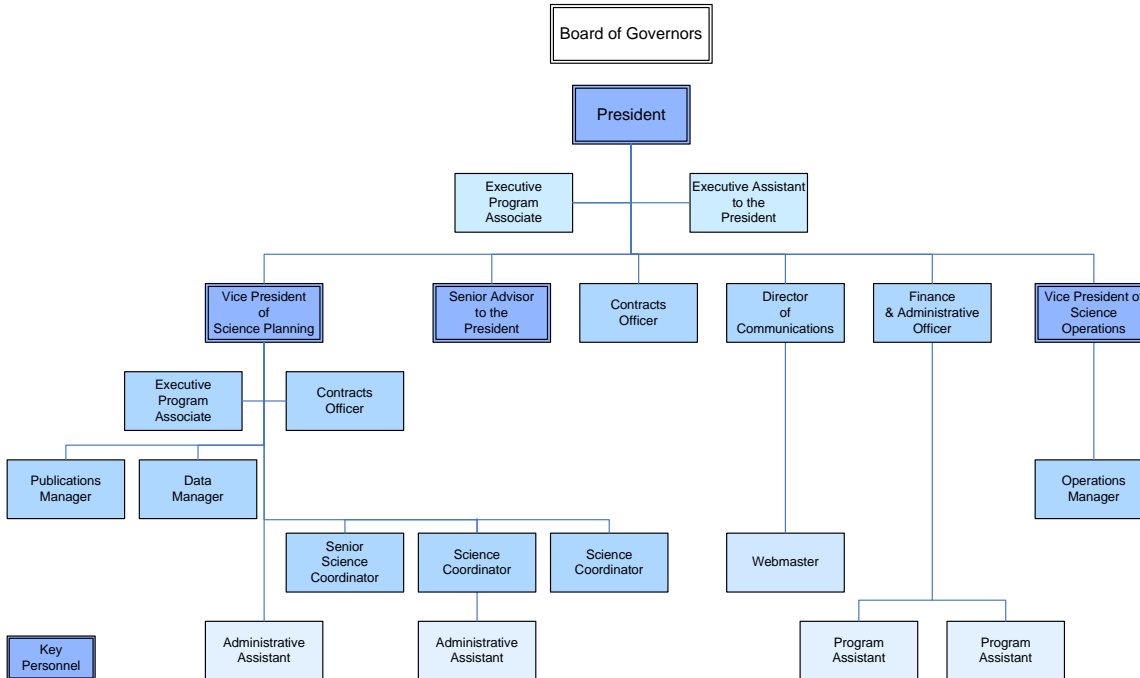 Board of Governors
President
Executive
Program
Associate
Executive Assistant
to the
President
Vice President
of
Science Planning
Senior Advisor
to the
President
Contracts
Officer
Director
of
Communications
Finance
& Administrative
Officer
Vice President of
Science
Operations
Executive
Program
Associate
Contracts
Officer
Publications
Manager
Data
Manager
Operations
Manager
Senior
Science
Coordinator
Science
Coordinator
Science
Coordinator
Webmaster
Key
Personnel
Administrative
Assistant
Administrative
Assistant
Program
Assistant
Program
Assistant